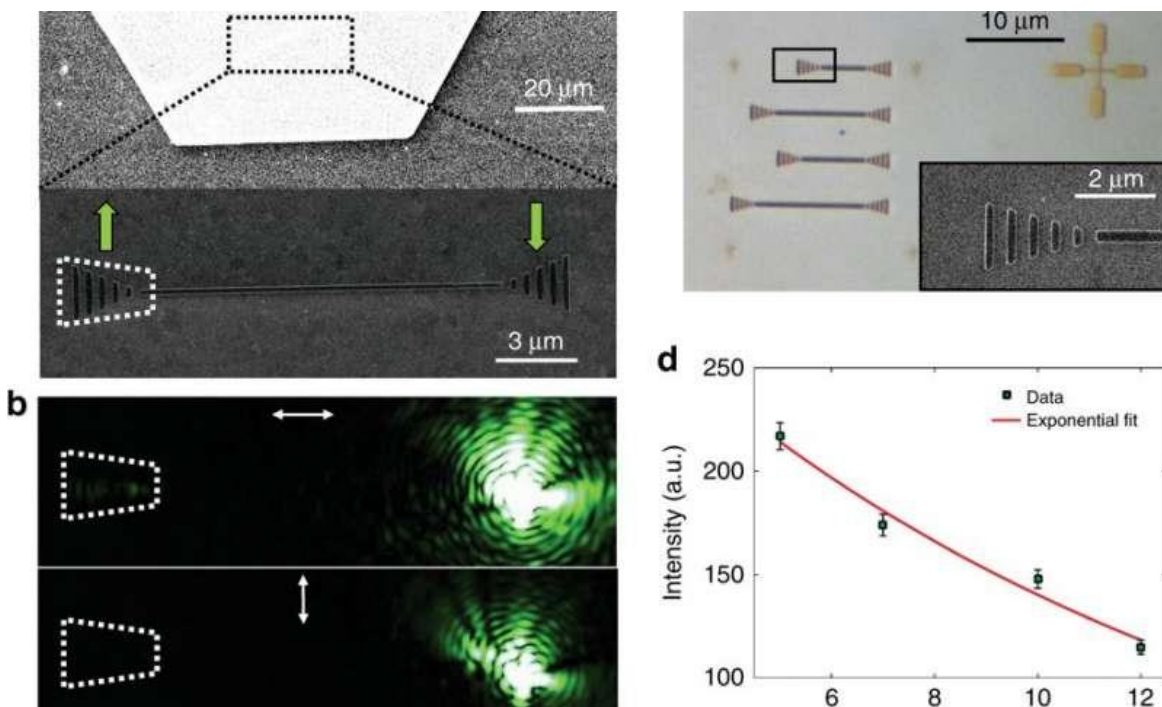 20 μm
3 μm
10 μm
2 μm
b
d
250
200
150
100
Intensity (a.u.)
Data
Exponential fit
6
8
10
12